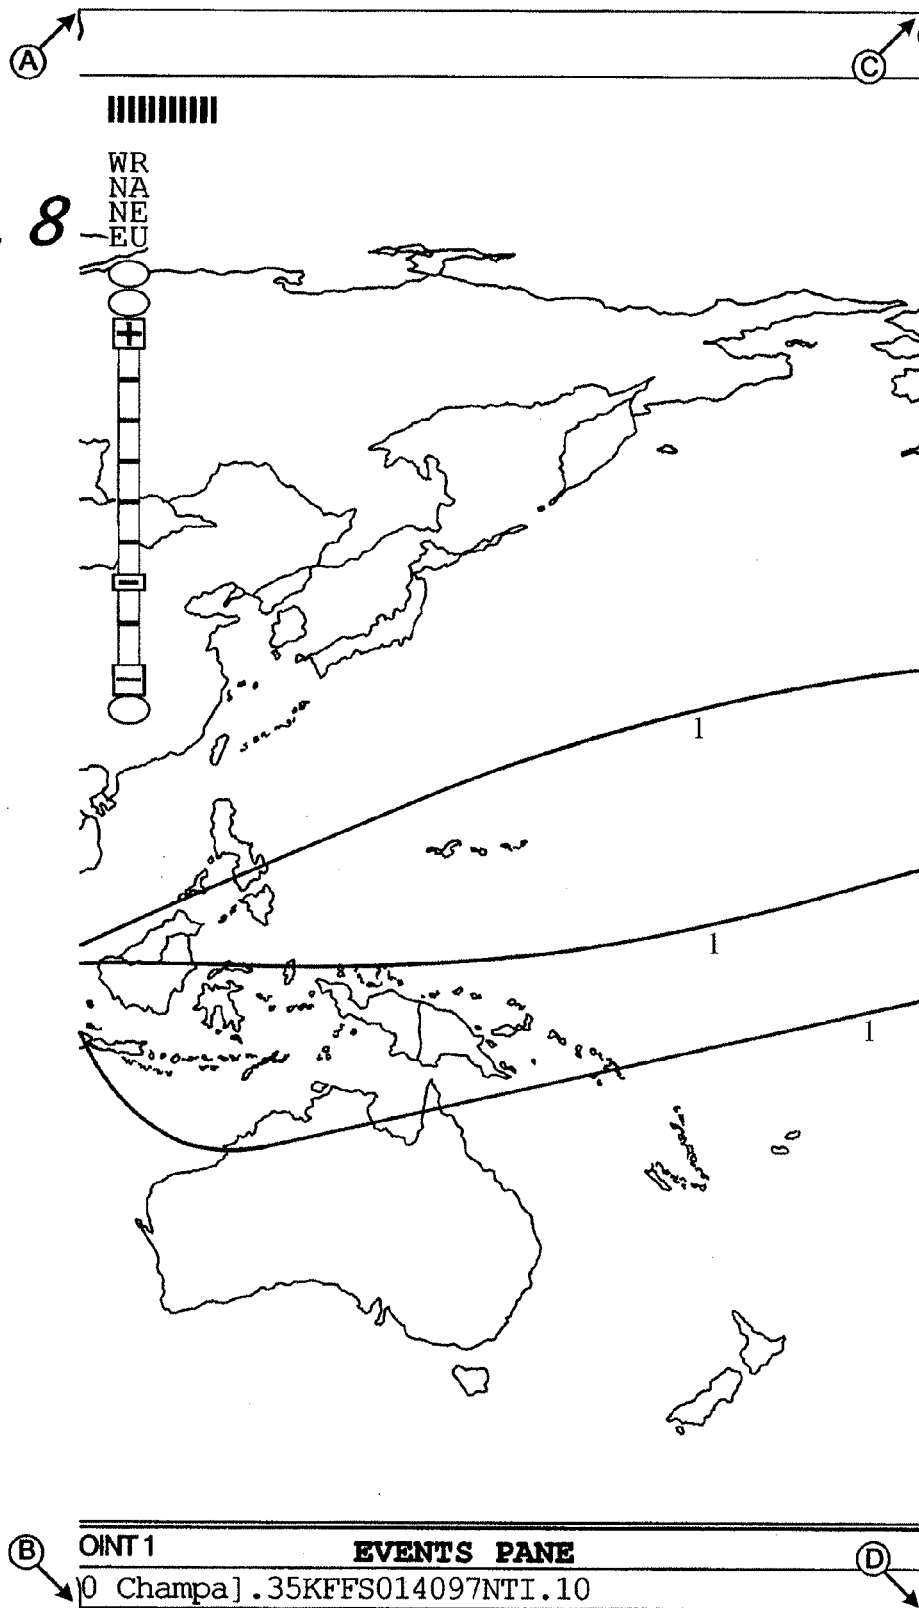 A
C
WR
NA
NE
EU
8
1
1
1
B
OINT 1 EVENTS PANE
D
0 Champa].35KFFS014097NTI.10